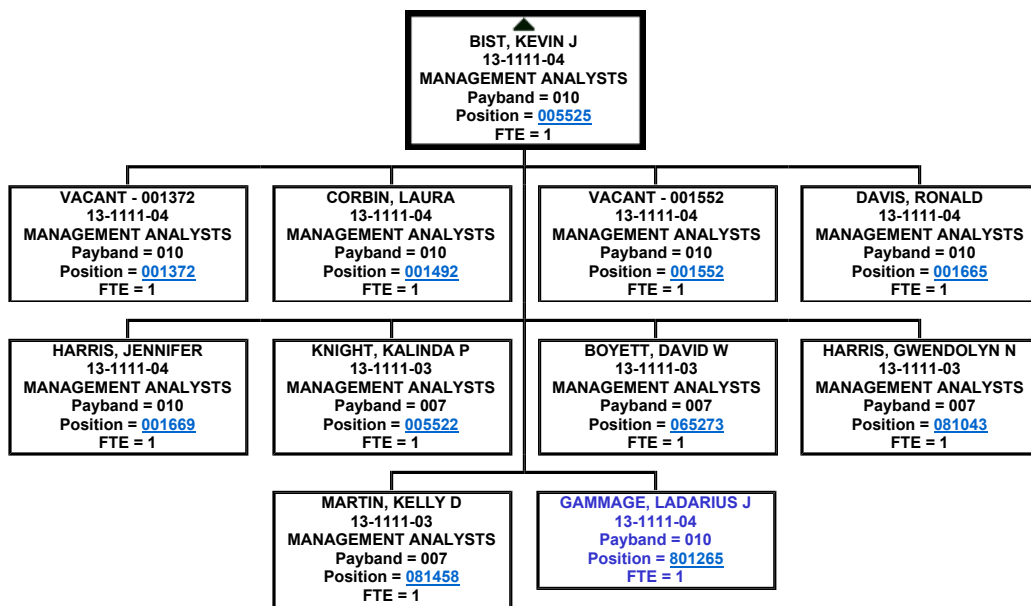 BIST, KEVIN J
13-1111-04
MANAGEMENT ANALYSTS
Payband = 010
Position = 005525
FTE = 1
VACANT - 001372
13-1111-04
MANAGEMENT ANALYSTS
Payband = 010
Position = 001372
FTE = 1
CORBIN, LAURA
13-1111-04
MANAGEMENT ANALYSTS
Payband = 010
Position = 001492
FTE = 1
VACANT - 001552
13-1111-04
MANAGEMENT ANALYSTS
Payband = 010
Position = 001552
FTE = 1
DAVIS, RONALD
13-1111-04
MANAGEMENT ANALYSTS
Payband = 010
Position = 001665
FTE = 1
HARRIS, JENNIFER
13-1111-04
MANAGEMENT ANALYSTS
Payband = 010
Position = 001669
FTE = 1
KNIGHT, KALINDA P
13-1111-03
MANAGEMENT ANALYSTS
Payband = 007
Position = 005522
FTE = 1
BOYETT, DAVID W
13-1111-03
MANAGEMENT ANALYSTS
Payband = 007
Position = 065273
FTE = 1
HARRIS, GWENDOLYN N
13-1111-03
MANAGEMENT ANALYSTS
Payband = 007
Position = 081043
FTE = 1
MARTIN, KELLY D
13-1111-03
MANAGEMENT ANALYSTS
Payband = 007
Position = 081458
FTE = 1
GAMMAGE, LADARIUS J
13-1111-04
Payband = 010
Position = 801265
FTE = 1